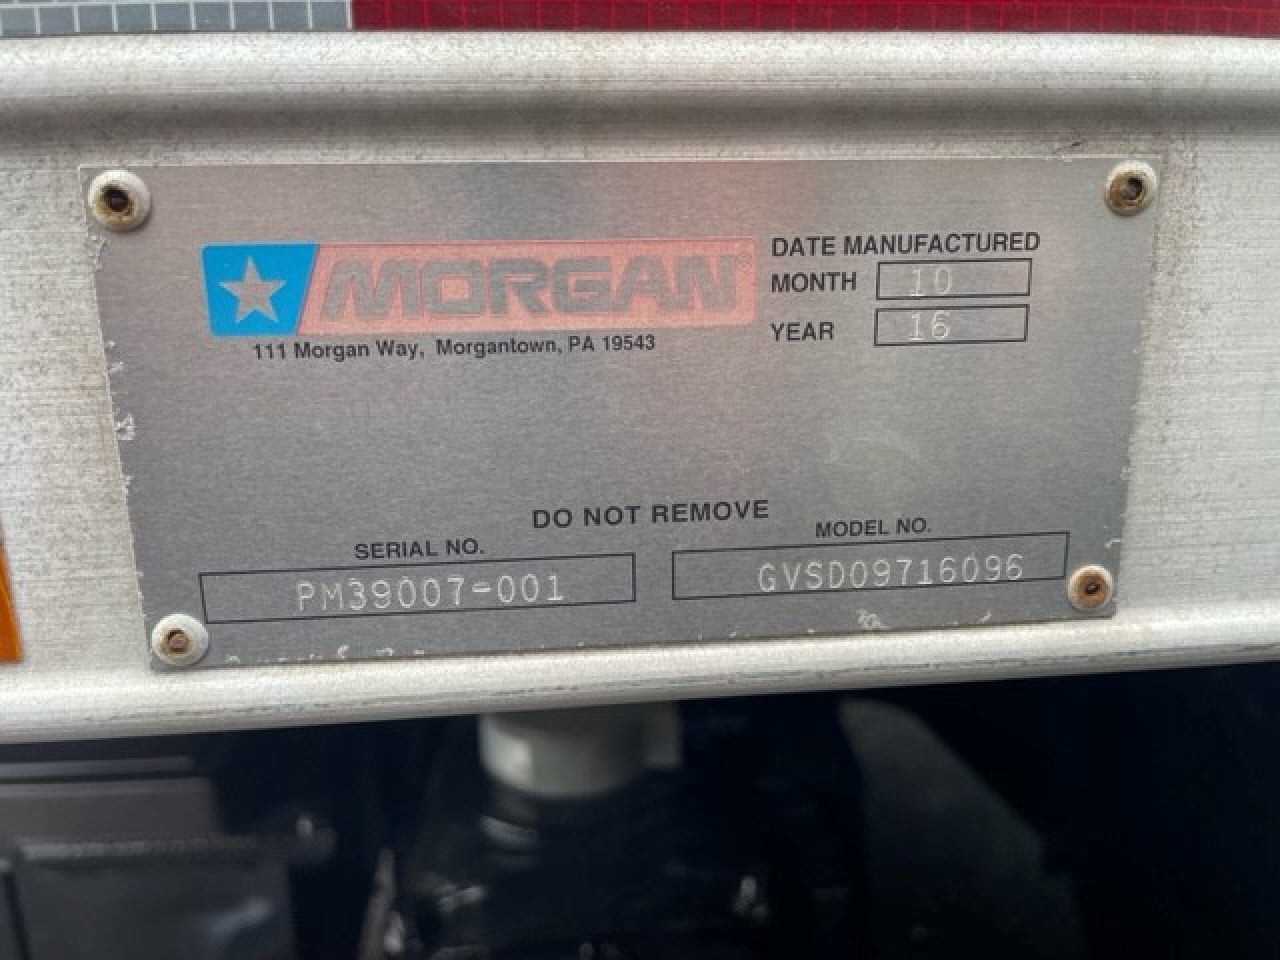 MORGAN®
111 Morgan Way, Morgantown, PA 19543
DATE MANUFACTURED
MONTH 10
YEAR 16
DO NOT REMOVE
SERIAL NO.
PM39007-001
MODEL NO.
GVSD09716096